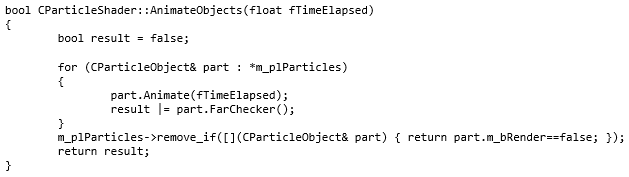 bool CParticleShader::AnimateObjects(float fTimeElapsed)
{
bool result = false;
for (CParticleObject& part : *m_plParticles)
{
part.Animate(fTimeElapsed);
result |= part.FarChecker();
}
m_plParticles->remove_if([](CParticleObject& part) { return part.m_bRender==false; });
return result;
}